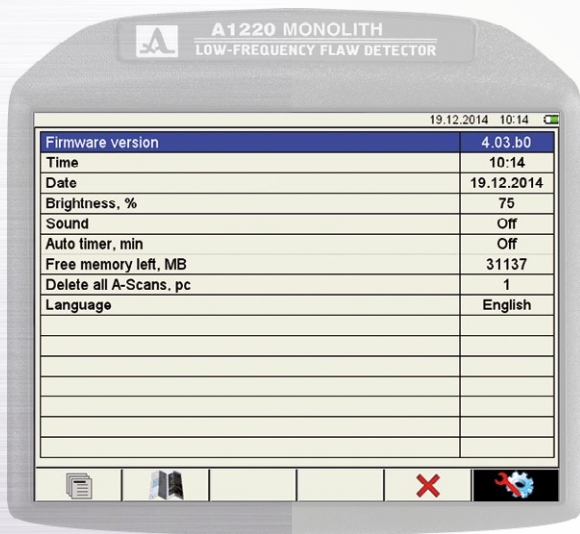 A1220 MONOLITH
LOW-FREQUENCY FLAW DETECTOR
19.12.2014 10:14
Firmware version 4.03.b0
Time 10:14
Date 19.12.2014
Brightness, % 75
Sound Off
Auto timer, min Off
Free memory left, MB 31137
Delete all A-Scans, pc 1
Language English